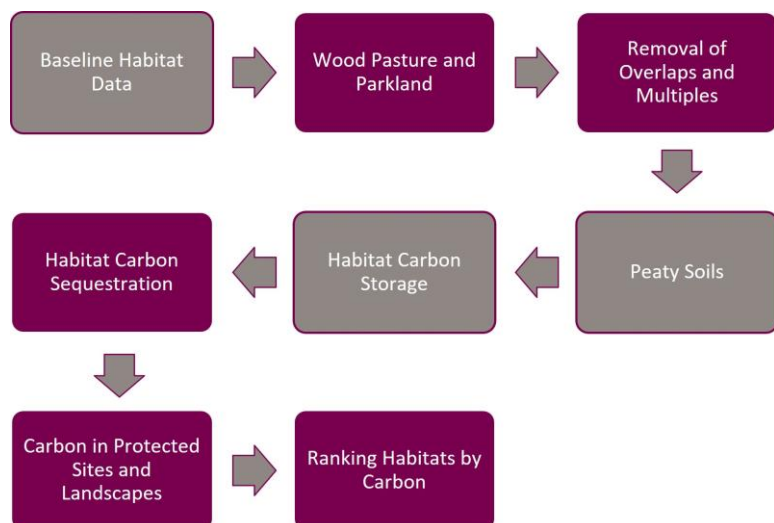 Baseline Habitat
Data
Wood Pasture and
Parkland
Removal of
Overlaps and
Multiples
Peaty Soils
Habitat Carbon
Storage
Habitat Carbon
Sequestration
Carbon in Protected
Sites and
Landscapes
Ranking Habitats by
Carbon